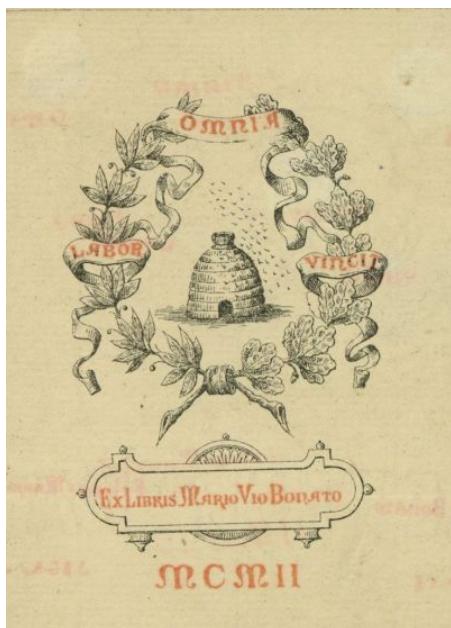 OMNIA
LABOR
VINCIT
EX LIBRIS MARIO VIO BONATO
MCMII